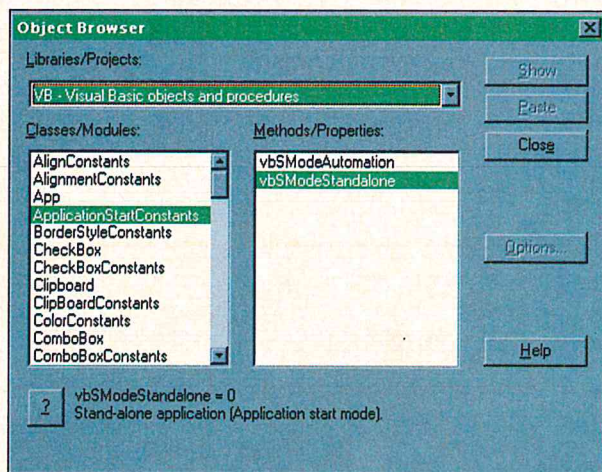 Object Browser
Libraries/Projects:
VB - Visual Basic objects and procedures
Show
Paste
Close
Classes/Modules:
Methods/Properties:
AlignConstants
AlignmentConstants
App
ApplicationStartConstants
BorderStyleConstants
CheckBox
CheckBoxConstants
Clipboard
ClipBoardConstants
ColorConstants
ComboBox
ComboBoxConstants
vbSModeAutomation
vbSModeStandalone
Options...
Help
?
vbSModeStandalone = 0
Stand-alone application (Application start mode).